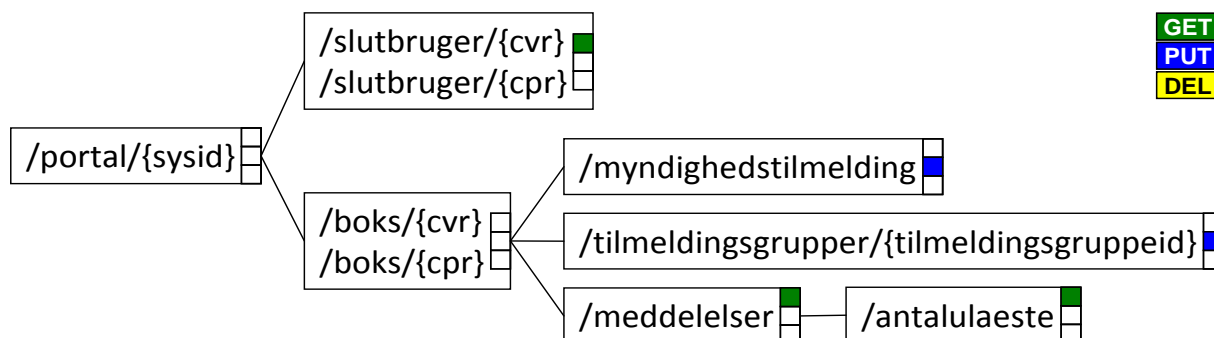 /slutbruger/{cvr}
/slutbruger/{cpr}
GET
PUT
DEL
/portal/{sysid}
/boks/{cvr}
/boks/{cpr}
/myndighedstilmelding
/tilmeldingsgrupper/{tilmeldingsgruppeid}
/meddelelser
/antalulaeste